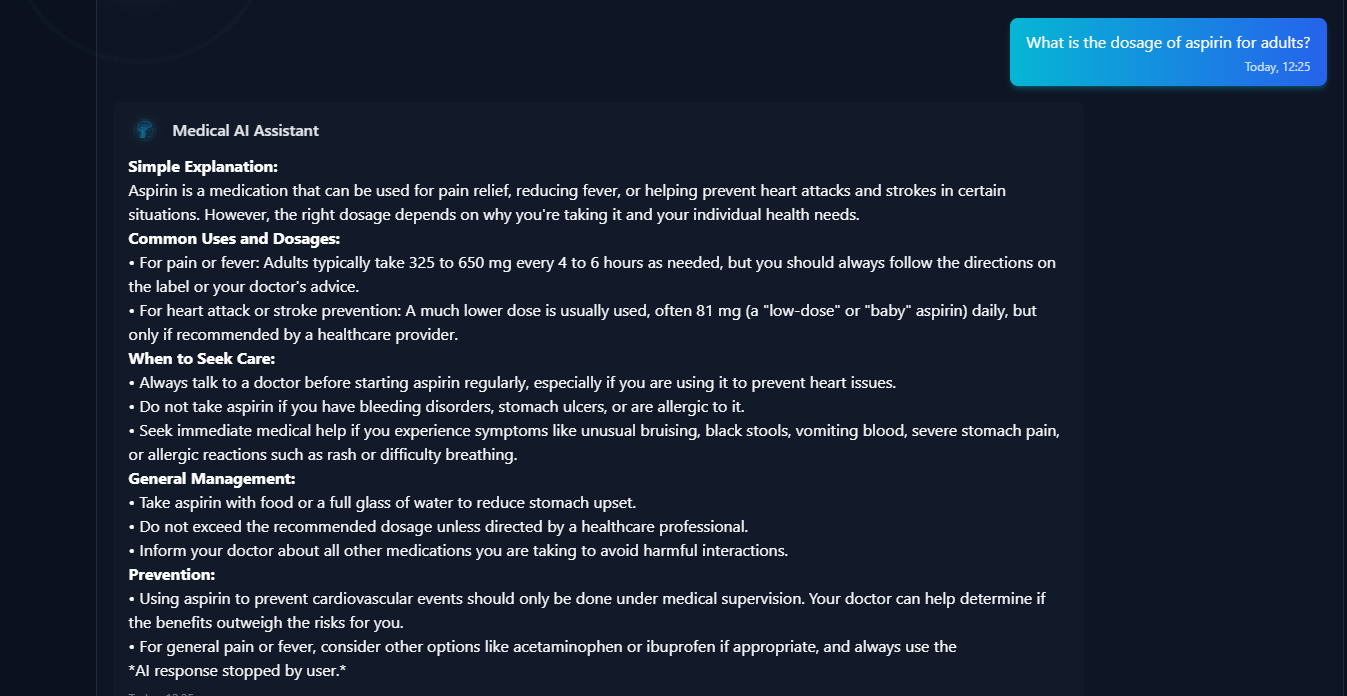 What is the dosage of aspirin for adults?
Today, 12:25
Medical AI Assistant
Simple Explanation:
Aspirin is a medication that can be used for pain relief, reducing fever, or helping prevent heart attacks and strokes in certain
situations. However, the right dosage depends on why you're taking it and your individual health needs.
Common Uses and Dosages:
• For pain or fever: Adults typically take 325 to 650 mg every 4 to 6 hours as needed, but you should always follow the directions on
the label or your doctor's advice.
• For heart attack or stroke prevention: A much lower dose is usually used, often 81 mg (a "low-dose" or "baby" aspirin) daily, but
only if recommended by a healthcare provider.
When to Seek Care:
• Always talk to a doctor before starting aspirin regularly, especially if you are using it to prevent heart issues.
• Do not take aspirin if you have bleeding disorders, stomach ulcers, or are allergic to it.
• Seek immediate medical help if you experience symptoms like unusual bruising, black stools, vomiting blood, severe stomach pain,
or allergic reactions such as rash or difficulty breathing.
General Management:
• Take aspirin with food or a full glass of water to reduce stomach upset.
• Do not exceed the recommended dosage unless directed by a healthcare professional.
• Inform your doctor about all other medications you are taking to avoid harmful interactions.
Prevention:
• Using aspirin to prevent cardiovascular events should only be done under medical supervision. Your doctor can help determine if
the benefits outweigh the risks for you.
• For general pain or fever, consider other options like acetaminophen or ibuprofen if appropriate, and always use the
*AI response stopped by user.*